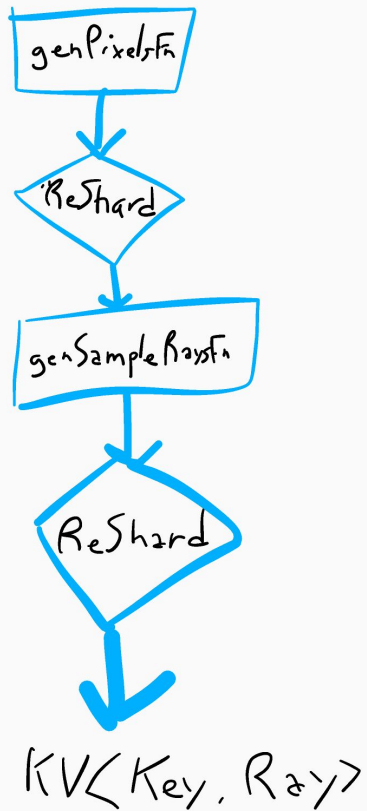 genPixelsFn
ReShard
genSampleRaysFn
ReShard
KV<Key, Ray>